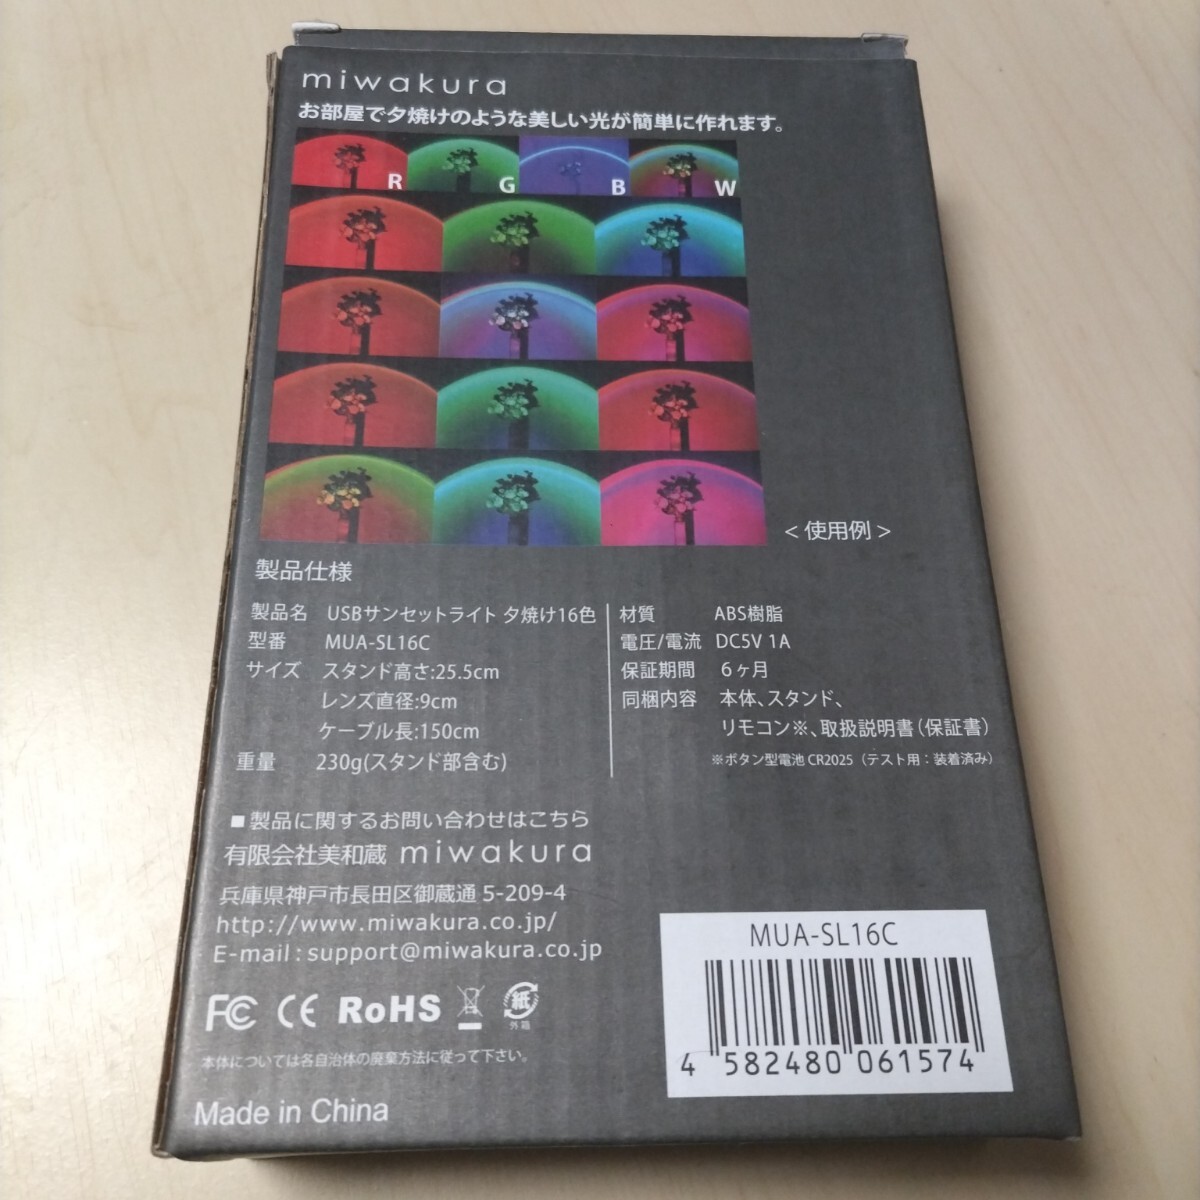 miwakura
お部屋で夕焼けのような美しい光が簡単に作れます。
R G B W
< 使用例 >
製品仕様
製品名 USBサンセットライト 夕焼け16色
型番 MUA-SL16C
サイズ スタンド高さ:25.5cm
レンズ直径:9cm
ケーブル長:150cm
重量 230g(スタンド部含む)
材質 ABS樹脂
電圧/電流 DC5V 1A
保証期間 6ヶ月
同梱内容 本体、スタンド、
リモコン※、取扱説明書(保証書)
※ボタン型電池 CR2025（テスト用：装着済み）
■製品に関するお問い合わせはこちら
有限会社美和蔵 miwakura
兵庫県神戸市長田区御蔵通 5-209-4
http://www.miwakura.co.jp/
E-mail : support@miwakura.co.jp
FC CE RoHS 紙
外箱
本体については各自治体の廃棄方法に従って下さい。
Made in China
MUA-SL16C
4 582480 061574